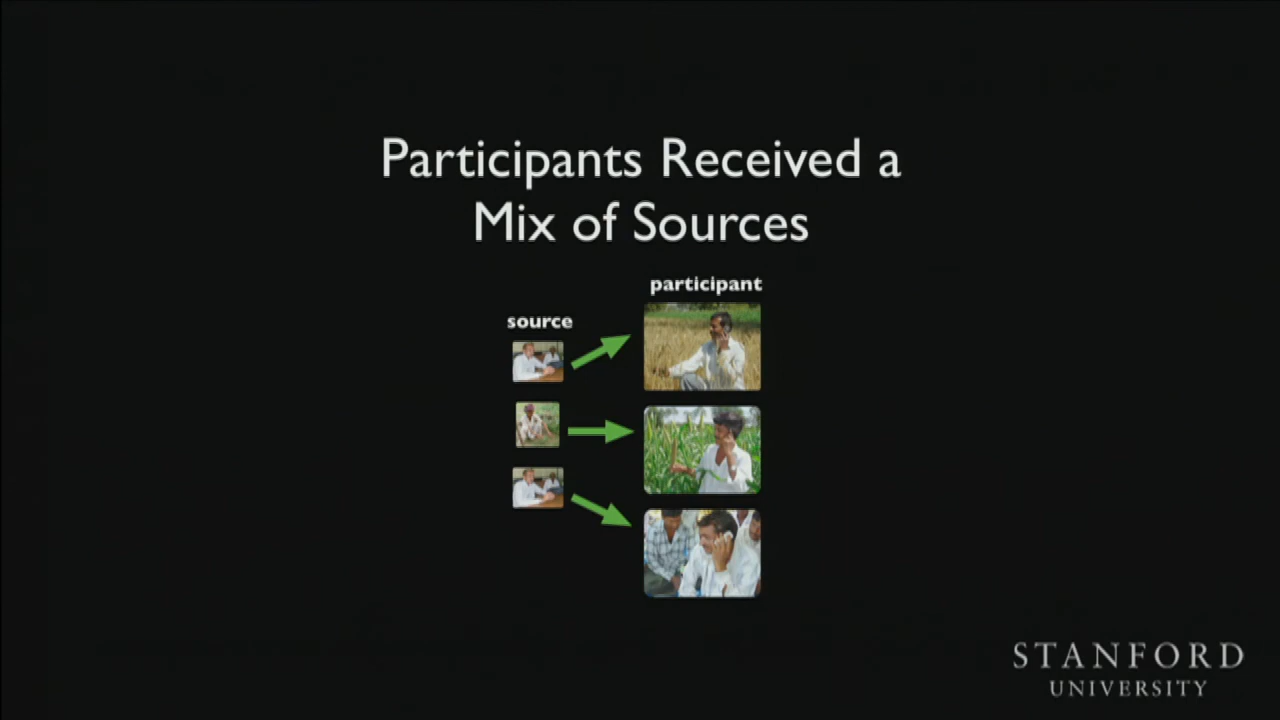 Participants Received a
Mix of Sources
participant
source
STANFORD
UNIVERSITY